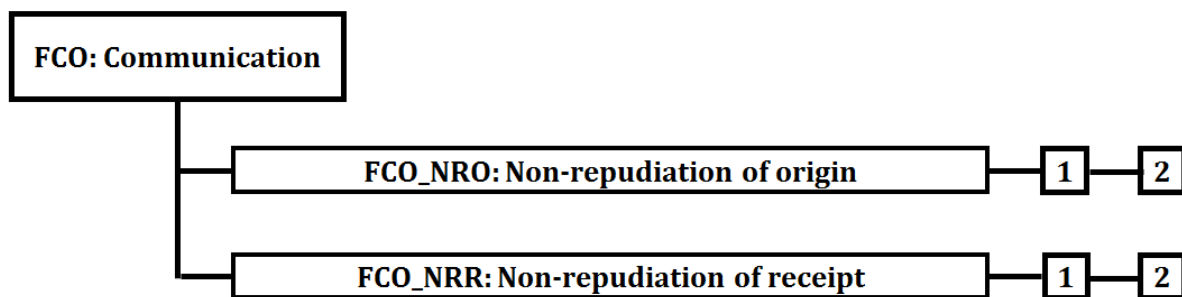 FCO: Communication
FCO_NRO: Non-repudiation of origin 1 2
FCO_NRR: Non-repudiation of receipt 1 2